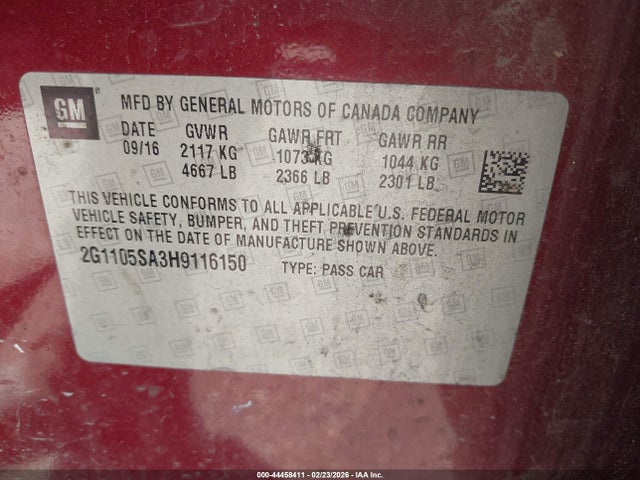 GM
MFD BY GENERAL MOTORS OF CANADA COMPANY
DATE GVWR GAWR FRT GAWR RR
09/16 2117 KG 1073 KG 1044 KG
4667 LB 2366 LB 2301 LB
THIS VEHICLE CONFORMS TO ALL APPLICABLE U.S. FEDERAL MOTOR
VEHICLE SAFETY, BUMPER, AND THEFT PREVENTION STANDARDS IN
EFFECT ON THE DATE OF MANUFACTURE SHOWN ABOVE.
2G1105SA3H9116150 TYPE: PASS CAR
000-44458411 - 02/23/2026 - IAA Inc.